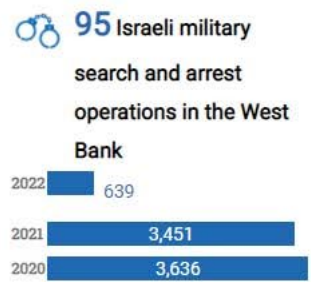 95 Israeli military
search and arrest
operations in the West
Bank
2022 639
2021 3,451
2020 3,636